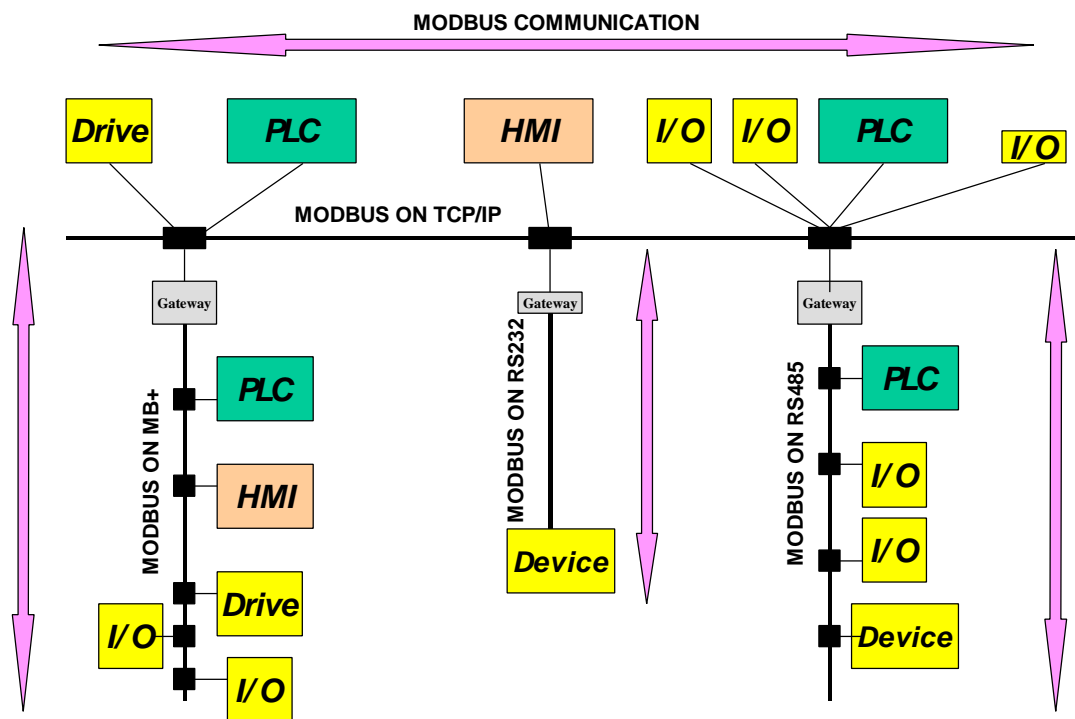 MODBUS COMMUNICATION
Drive
PLC
HMI
I/O
I/O
PLC
I/O
MODBUS ON TCP/IP
Gateway
Gateway
Gateway
MODBUS ON MB+
PLC
HMI
Drive
I/O
I/O
MODBUS ON RS232
Device
MODBUS ON RS485
PLC
I/O
I/O
Device